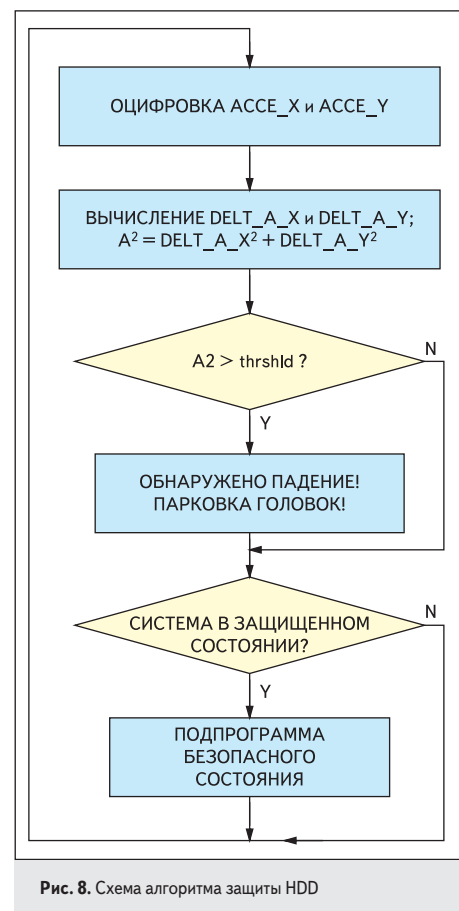 ОЦИФРОВКА ACCE_X и ACCE_Y
ВЫЧИСЛЕНИЕ DELT_A_X и DELT_A_Y;
A² = DELT_A_X² + DELT_A_Y²
A2 > thrshld ?
N
Y
ОБНАРУЖЕНО ПАДЕНИЕ!
ПАРКОВКА ГОЛОВОК!
СИСТЕМА В ЗАЩИЩЕННОМ
СОСТОЯНИИ?
N
Y
ПОДПРОГРАММА
БЕЗОПАСНОГО
СОСТОЯНИЯ
Рис. 8. Схема алгоритма защиты HDD